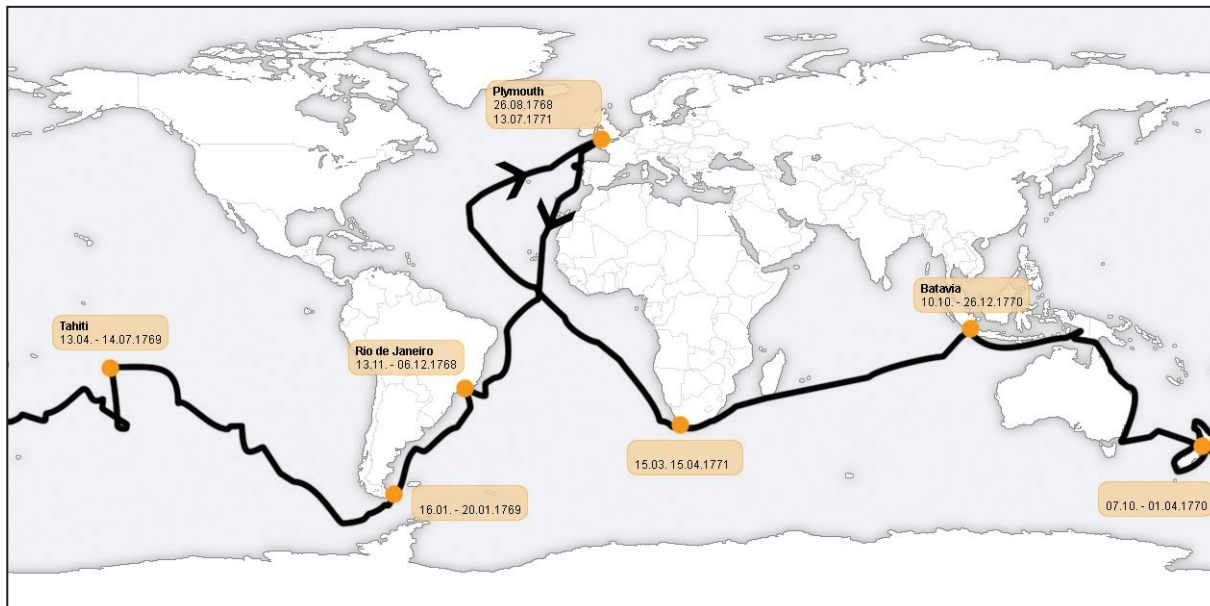 Plymouth
26.08.1768
13.07.1771
Batavia
10.10. - 26.12.1770
Tahiti
13.04. - 14.07.1769
Rio de Janeiro
13.11. - 06.12.1768
15.03. 15.04.1771
16.01. - 20.01.1769
07.10. - 01.04.1770